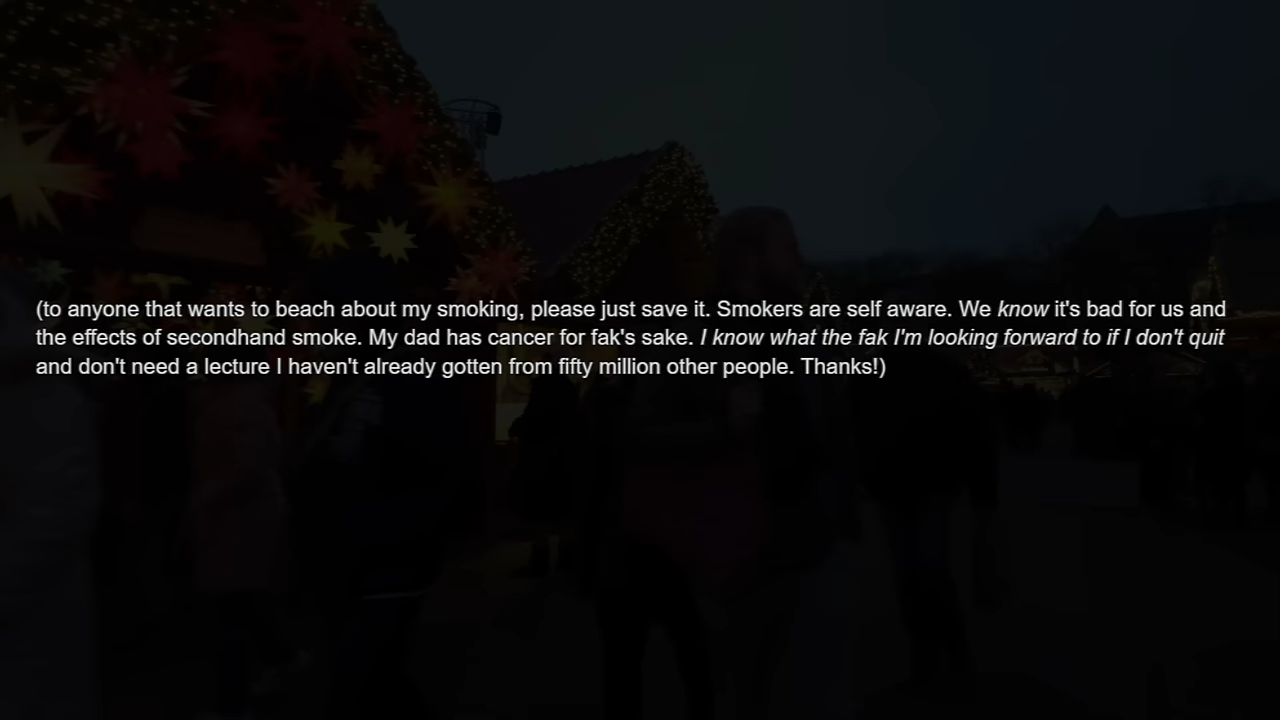 (to anyone that wants to beach about my smoking, please just save it. Smokers are self aware. We know it's bad for us and
the effects of secondhand smoke. My dad has cancer for fak's sake. I know what the fak I'm looking forward to if I don't quit
and don't need a lecture I haven't already gotten from fifty million other people. Thanks!)